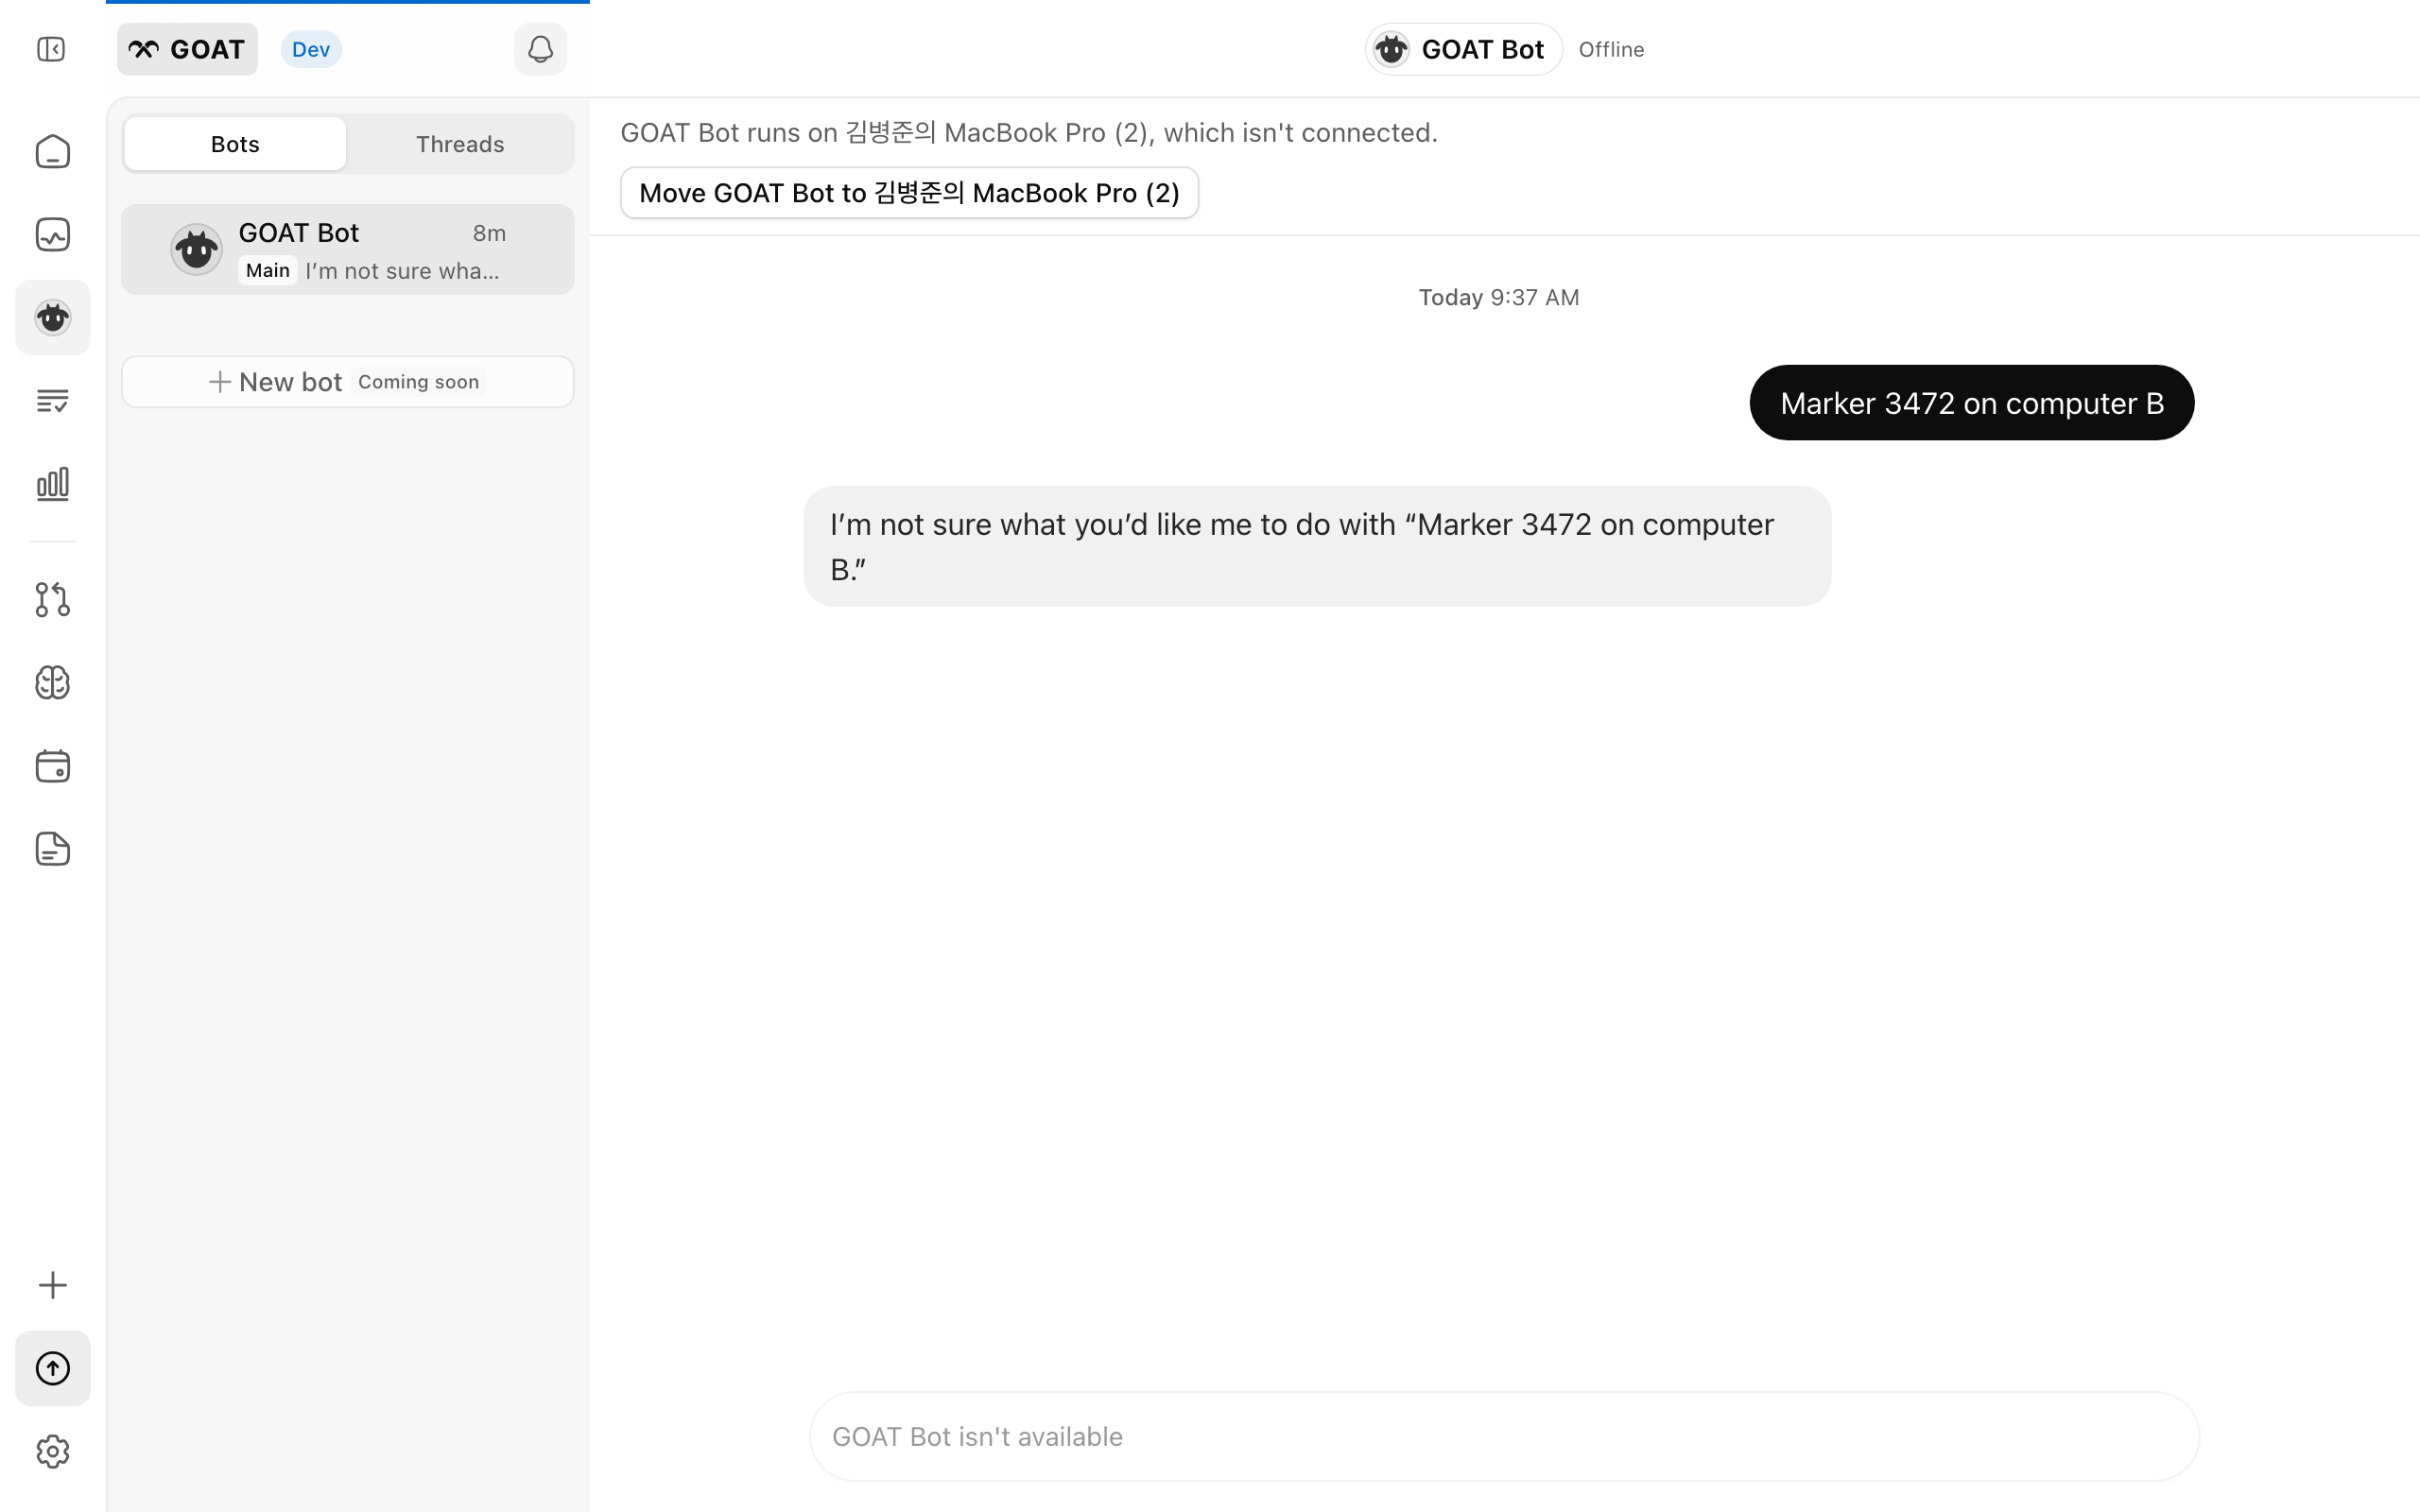 GOAT
Dev
GOAT Bot
Offline
Bots
Threads
GOAT Bot
8m
Main
I’m not sure wha...
New bot
Coming soon
GOAT Bot runs on 김병준의 MacBook Pro (2), which isn't connected.
Move GOAT Bot to 김병준의 MacBook Pro (2)
Today 9:37 AM
Marker 3472 on computer B
I’m not sure what you’d like me to do with “Marker 3472 on computer
B.”
GOAT Bot isn't available